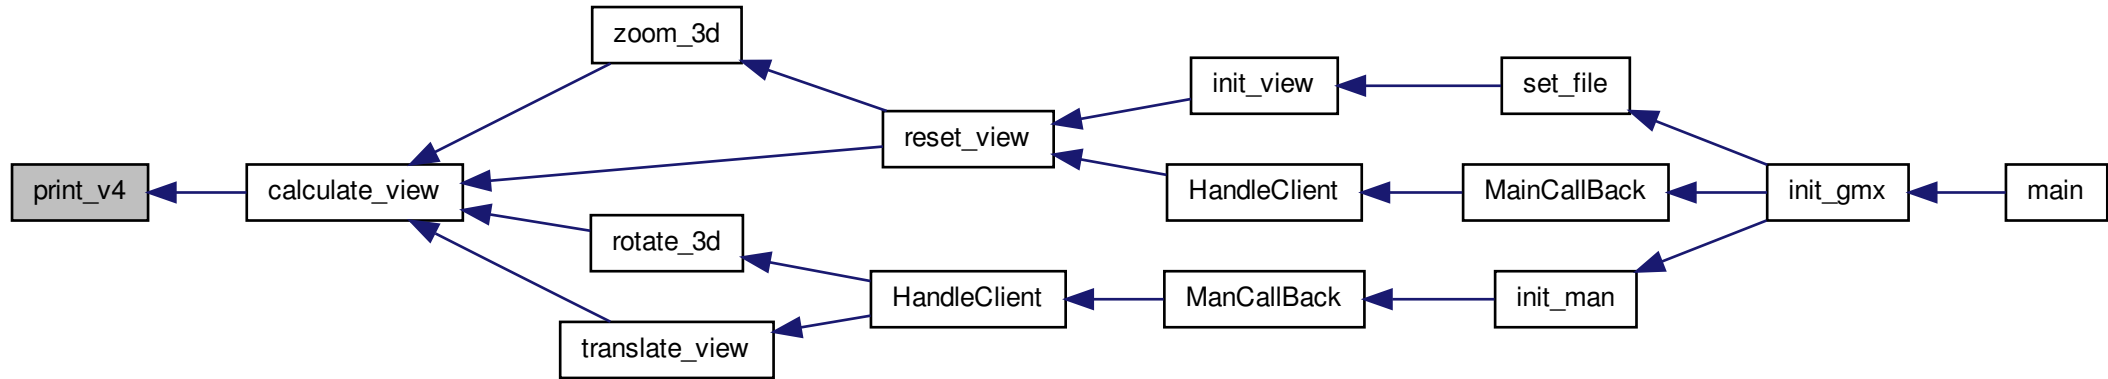 zoom_3d
init_view
set_file
reset_view
print_v4
calculate_view
HandleClient
MainCallBack
init_gmx
main
rotate_3d
HandleClient
ManCallBack
init_man
translate_view